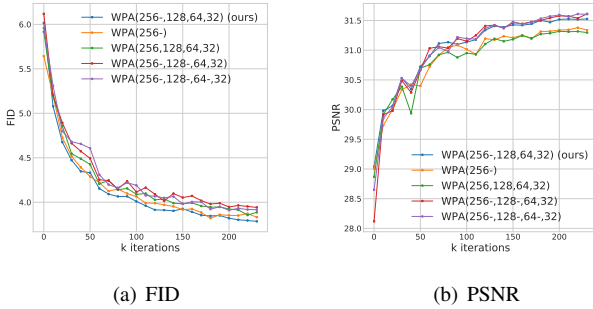 WPA(256-,128,64,32) (ours)
WPA(256-)
WPA(256,128,64,32)
WPA(256-,128-,64,32)
WPA(256-,128-,64-,32)
6.0
5.5
5.0
4.5
4.0
FID
0
50
100
150
200
k iterations
(a) FID
31.5
31.0
30.5
30.0
29.5
29.0
28.5
28.0
PSNR
WPA(256-,128,64,32) (ours)
WPA(256-)
WPA(256,128,64,32)
WPA(256-,128-,64,32)
WPA(256-,128-,64-,32)
0
50
100
150
200
k iterations
(b) PSNR